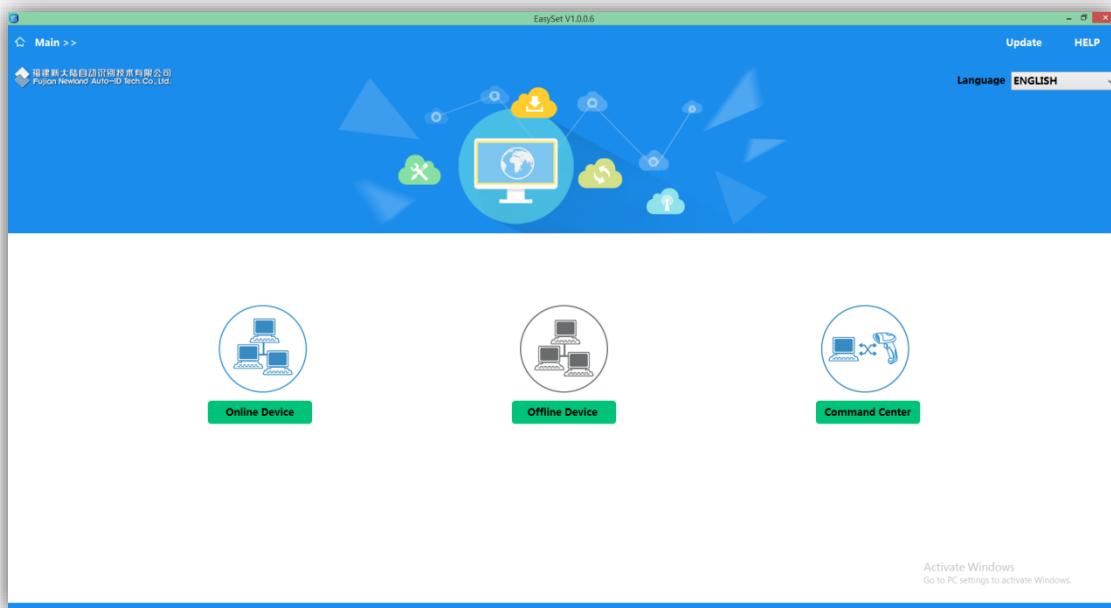 EasySet V1.0.0.6
Main >>
Update
HELP
福建新大陆自动识别技术有限公司
Fujian Newland Auto-ID Tech.Co.,Ltd.
Language
ENGLISH
Online Device
Offline Device
Command Center
Activate Windows
Go to PC settings to activate Windows.